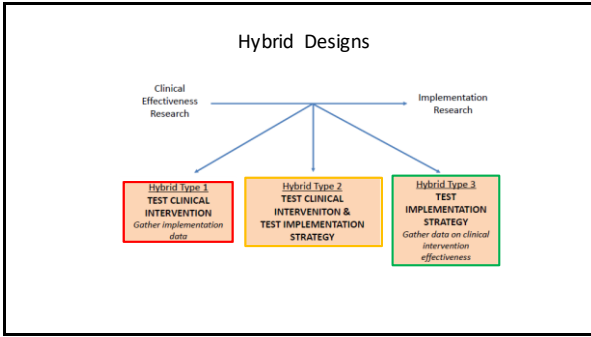 Hybrid Designs
Clinical
Effectiveness
Research
Implementation
Research
Hybrid Type 1
TEST CLINICAL
INTERVENTION
Gather implementation
data
Hybrid Type 2
TEST CLINICAL
INTERVENITON &
TEST IMPLEMENTATION
STRATEGY
Hybrid Type 3
TEST
IMPLEMENTATION
STRATEGY
Gather data on clinical
intervention
effectiveness